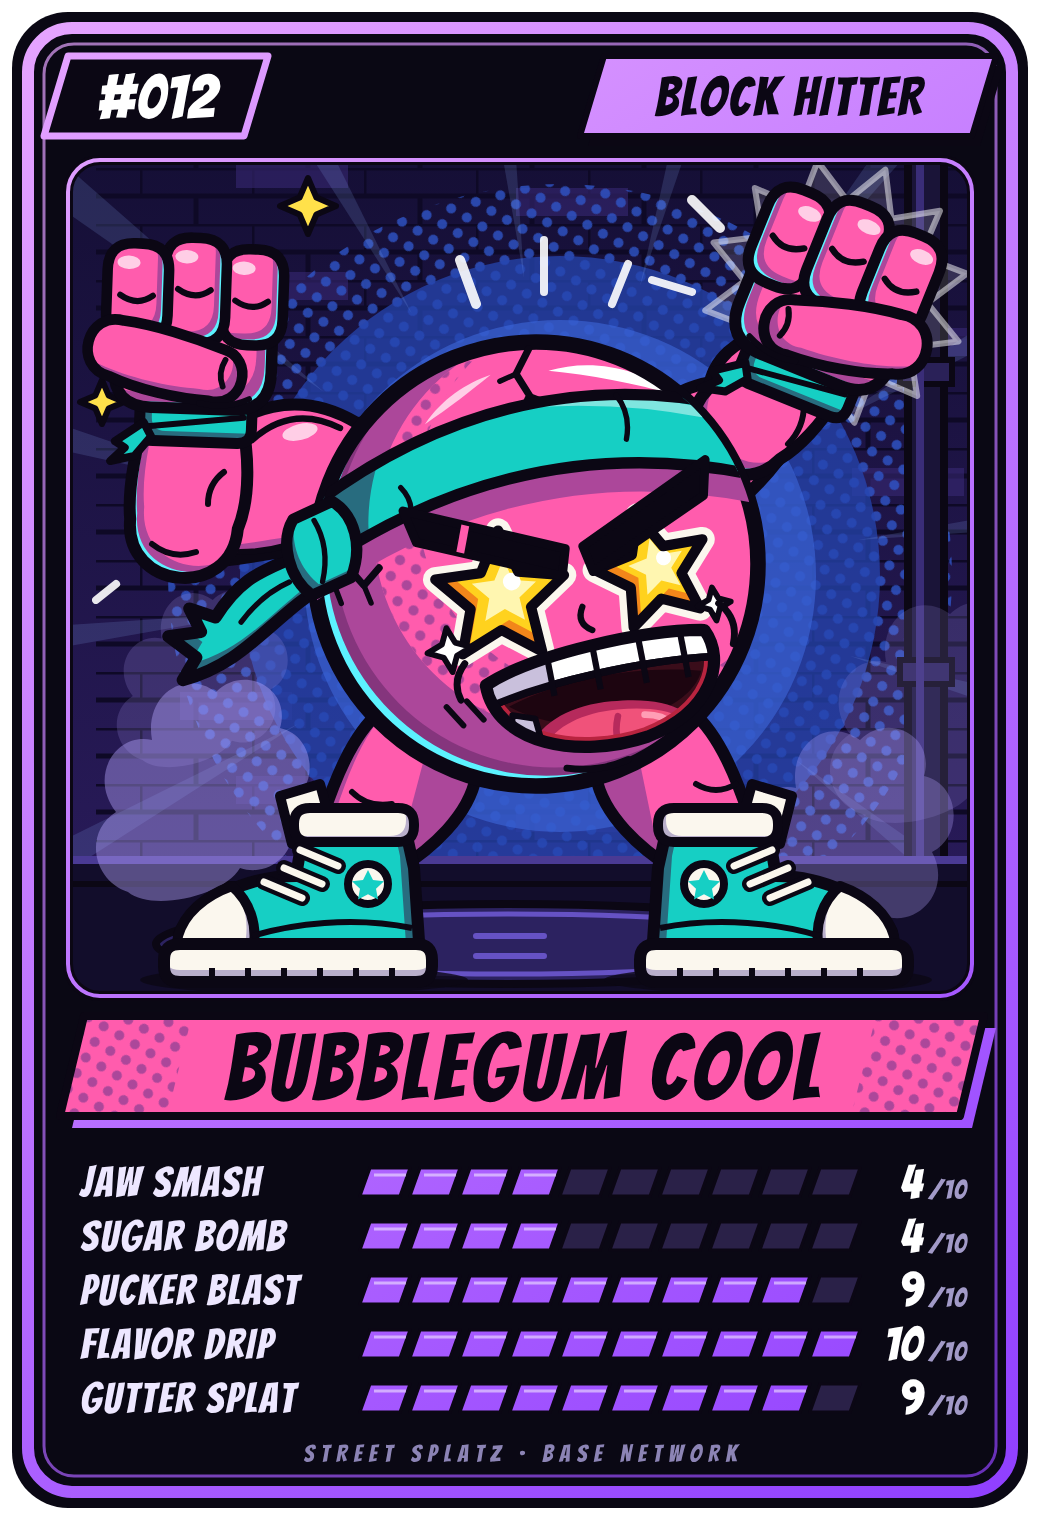 #012
BLOCK HITTER
BUBBLEGUM COOL
JAW SMASH 4/10
SUGAR BOMB 4/10
PUCKER BLAST 9/10
FLAVOR DRIP 10/10
GUTTER SPLAT 9/10
STREET SPLATZ · BASE NETWORK